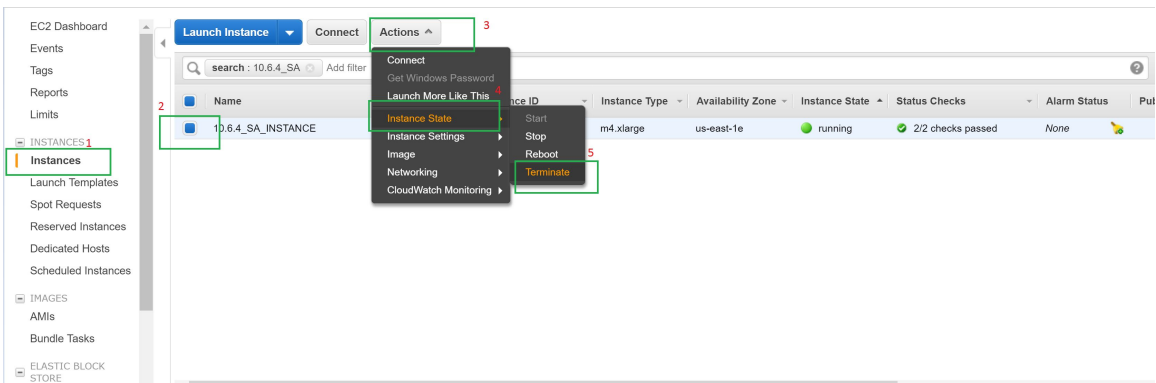 EC2 Dashboard
Events
Tags
Reports
Limits
INSTANCES 1
Instances
Launch Templates
Spot Requests
Reserved Instances
Dedicated Hosts
Scheduled Instances
IMAGES
AMIs
Bundle Tasks
ELASTIC BLOCK
STORE
Launch Instance Connect Actions 3
search : 10.6.4_SA Add filter
2 Name nce ID Instance Type Availability Zone Instance State Status Checks Alarm Status Pub
10.6.4_SA_INSTANCE m4.xlarge us-east-1e running 2/2 checks passed None
Connect
Get Windows Password
Launch More Like This 4
Instance State
Instance Settings
Image
Networking
CloudWatch Monitoring
Start
Stop
Reboot 5
Terminate